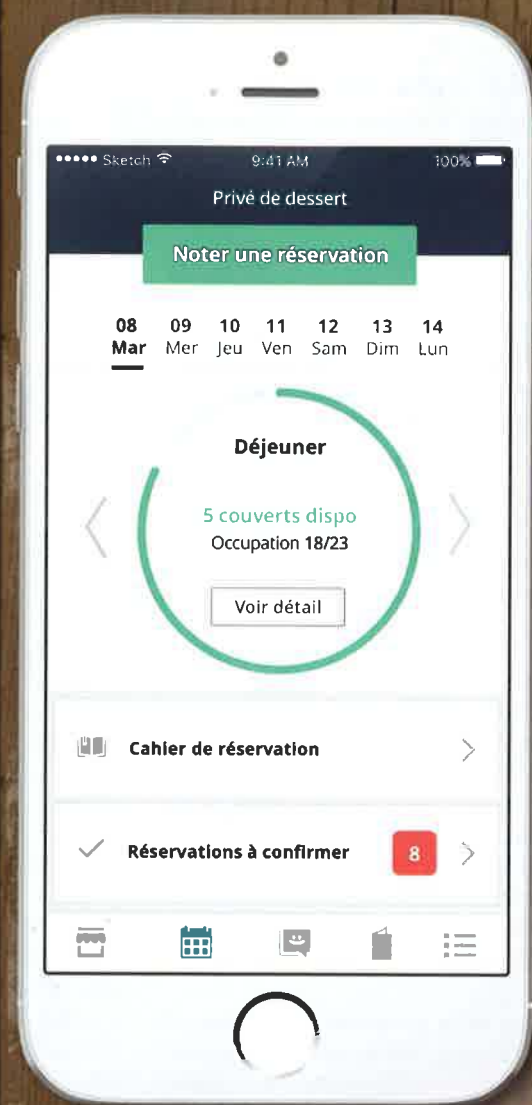 Sketch 9:41 AM 100%
Privé de dessert
Noter une réservation
08 09 10 11 12 13 14
Mar Mer Jeu Ven Sam Dim Lun
Déjeuner
5 couverts dispo
Occupation 18/23
Voir détail
Cahier de réservation
Réservations à confirmer 8